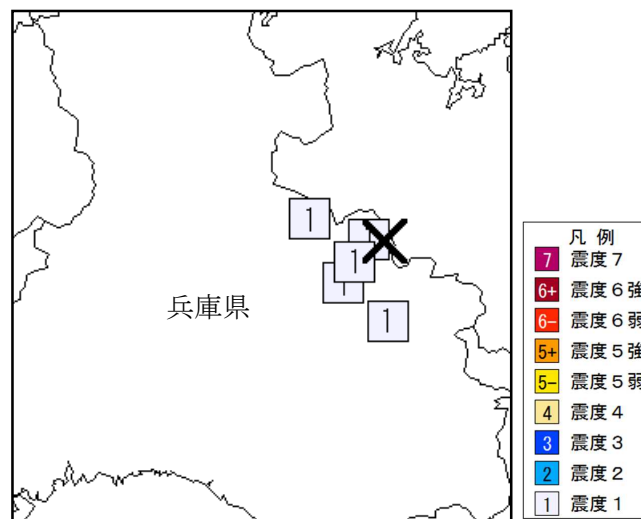 1
1
1
1
1
兵庫県
凡 例
7 震度７
6+ 震度６強
6- 震度６弱
5+ 震度５強
5- 震度５弱
4 震度４
3 震度３
2 震度２
1 震度１